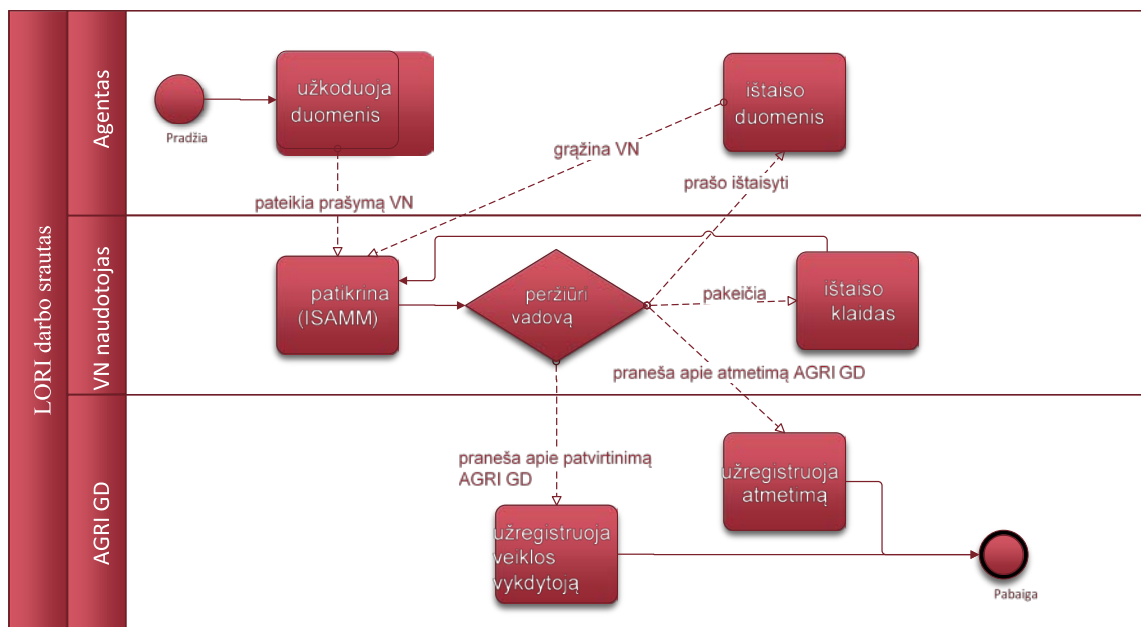 LORI darbo srautas
Agentas
Pradžia
užkoduoja
duomenis
ištaiso
duomenis
grąžina VN
prašo ištaisyti
pateikia prašymą VN
VN naudotojas
patikrina
(ISAMM)
peržiūri
vadovą
pakeičia
ištaiso
klaidas
praneša apie atmetimą AGRI GD
AGRI GD
praneša apie patvirtinimą
AGRI GD
užregistruoja
atmetimą
užregistruoja
veiklos
vykdytoją
Pabaiga